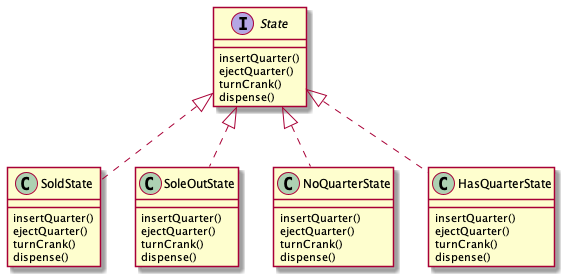 I State
insertQuarter()
ejectQuarter()
turnCrank()
dispense()
C SoldState
insertQuarter()
ejectQuarter()
turnCrank()
dispense()
C SoleOutState
insertQuarter()
ejectQuarter()
turnCrank()
dispense()
C NoQuarterState
insertQuarter()
ejectQuarter()
turnCrank()
dispense()
C HasQuarterState
insertQuarter()
ejectQuarter()
turnCrank()
dispense()